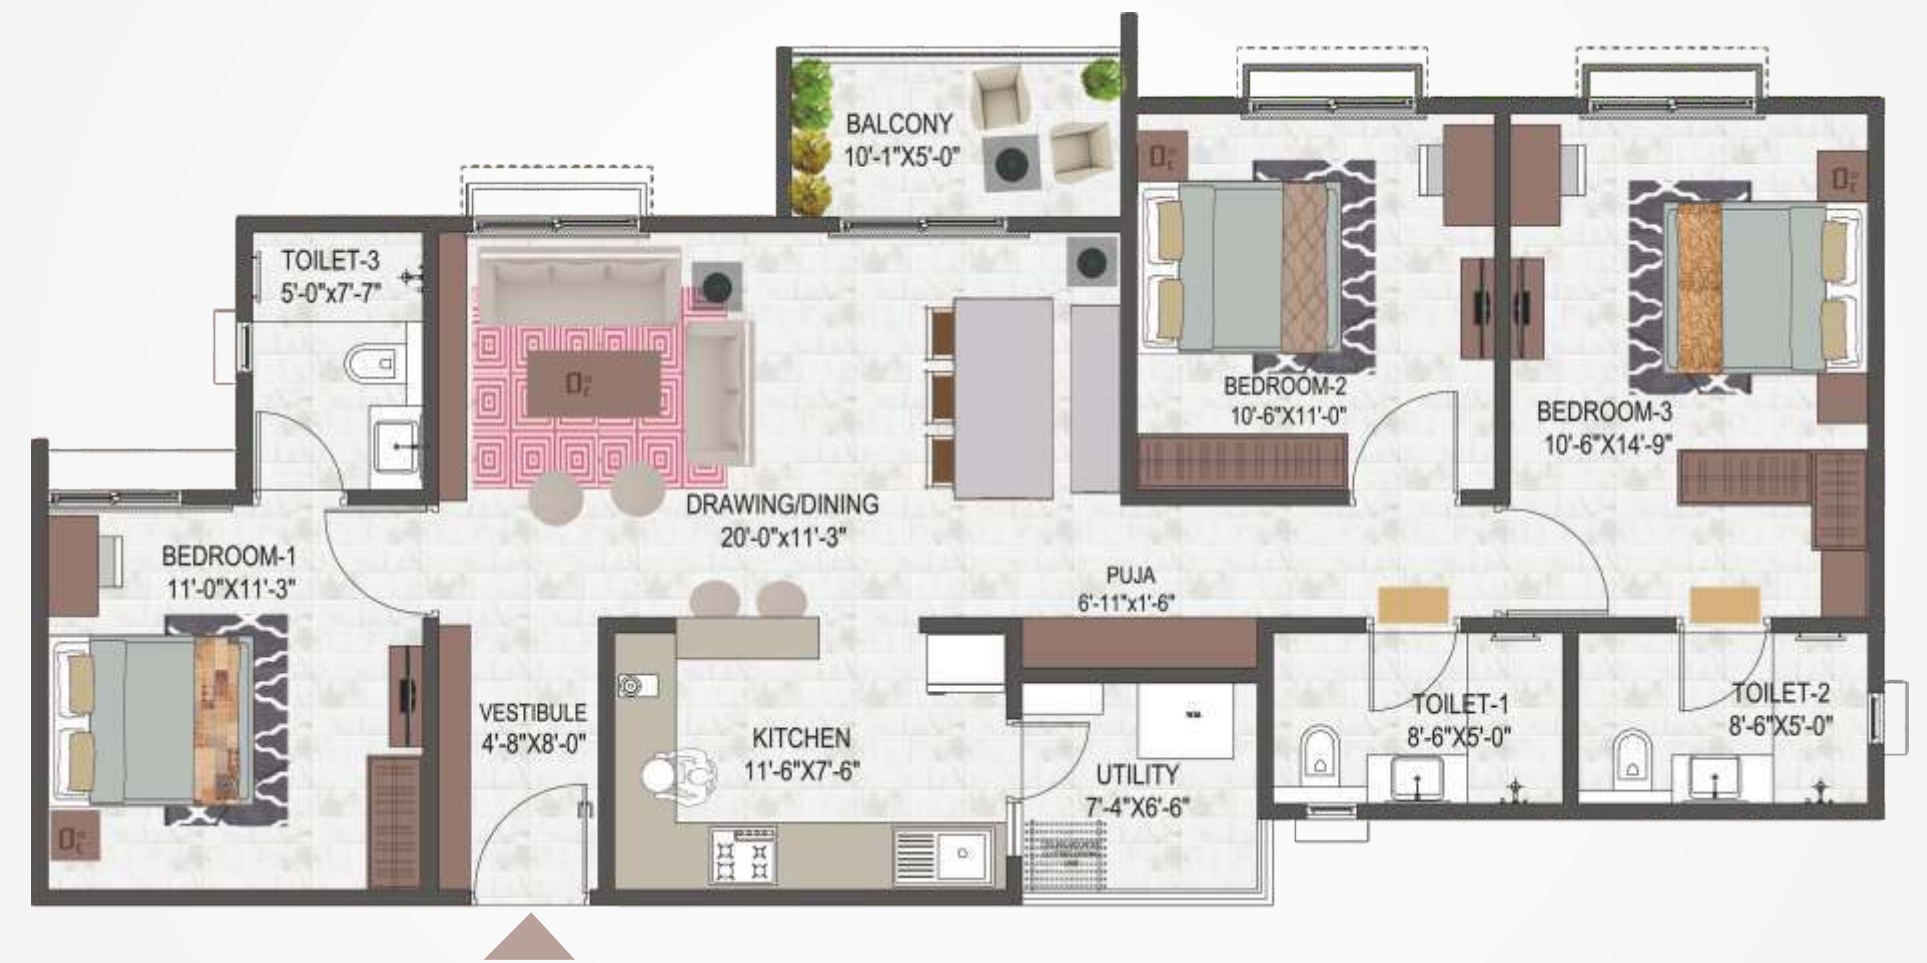 BALCONY
10'-1"X5'-0"
TOILET-3
5'-0"x7'-7"
BEDROOM-2
10'-6"X11'-0"
BEDROOM-3
10'-6"X14'-9"
DRAWING/DINING
20'-0"x11'-3"
BEDROOM-1
11'-0"X11'-3"
PUJA
6'-11"x1'-6"
VESTIBULE
4'-8"X8'-0"
KITCHEN
11'-6"X7'-6"
UTILITY
7'-4"X6'-6"
TOILET-1
8'-6"X5'-0"
TOILET-2
8'-6"X5'-0"